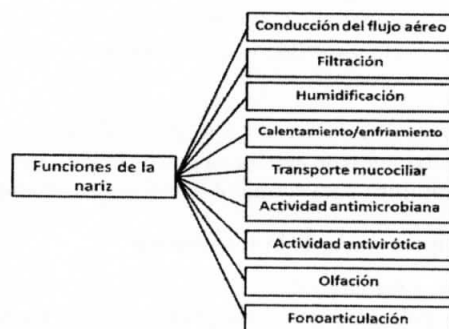 Conducción del flujo aéreo
Filtración
Humidificación
Calentamiento/enfriamiento
Funciones de la
nariz
Transporte mucociliar
Actividad antimicrobiana
Actividad antivirótica
Olfación
Fonoarticulación